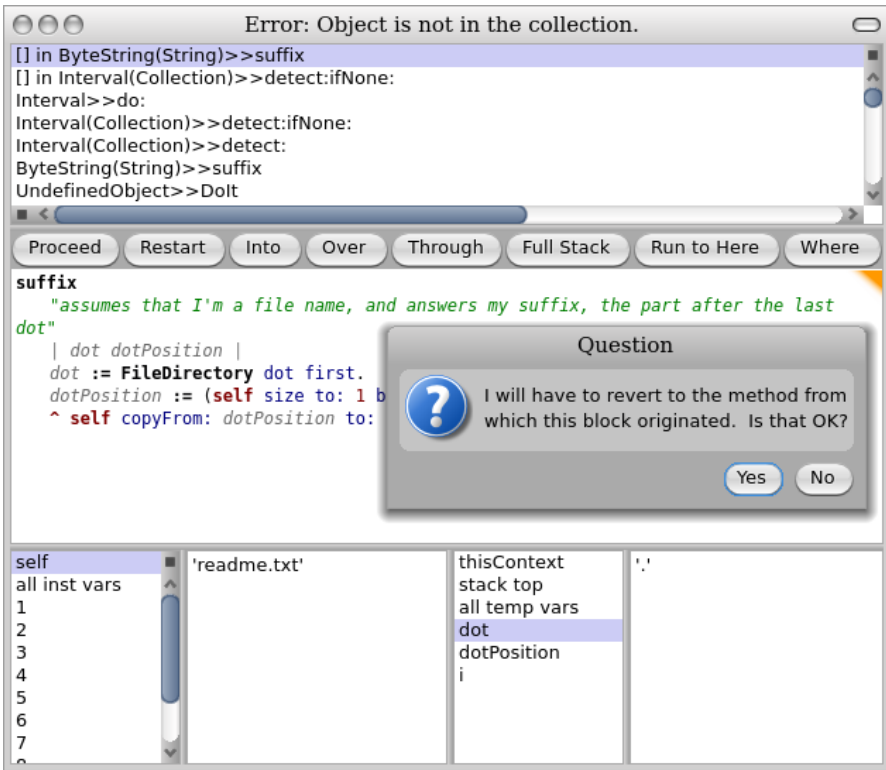 Error: Object is not in the collection.
[] in ByteString(String)>>suffix
[] in Interval(Collection)>>detect:ifNone:
Interval>>do:
Interval(Collection)>>detect:ifNone:
Interval(Collection)>>detect:
ByteString(String)>>suffix
UndefinedObject>>DoIt
Proceed Restart Into Over Through Full Stack Run to Here Where
suffix
"assumes that I'm a file name, and answers my suffix, the part after the last
dot"
| dot dotPosition |
dot := FileDirectory dot first.
dotPosition := (self size to: 1 b
^ self copyFrom: dotPosition to:
Question
I will have to revert to the method from
which this block originated.  Is that OK?
Yes No
self
all inst vars
1
2
3
4
5
6
7
'readme.txt'
thisContext
stack top
all temp vars
dot
dotPosition
i
'.'